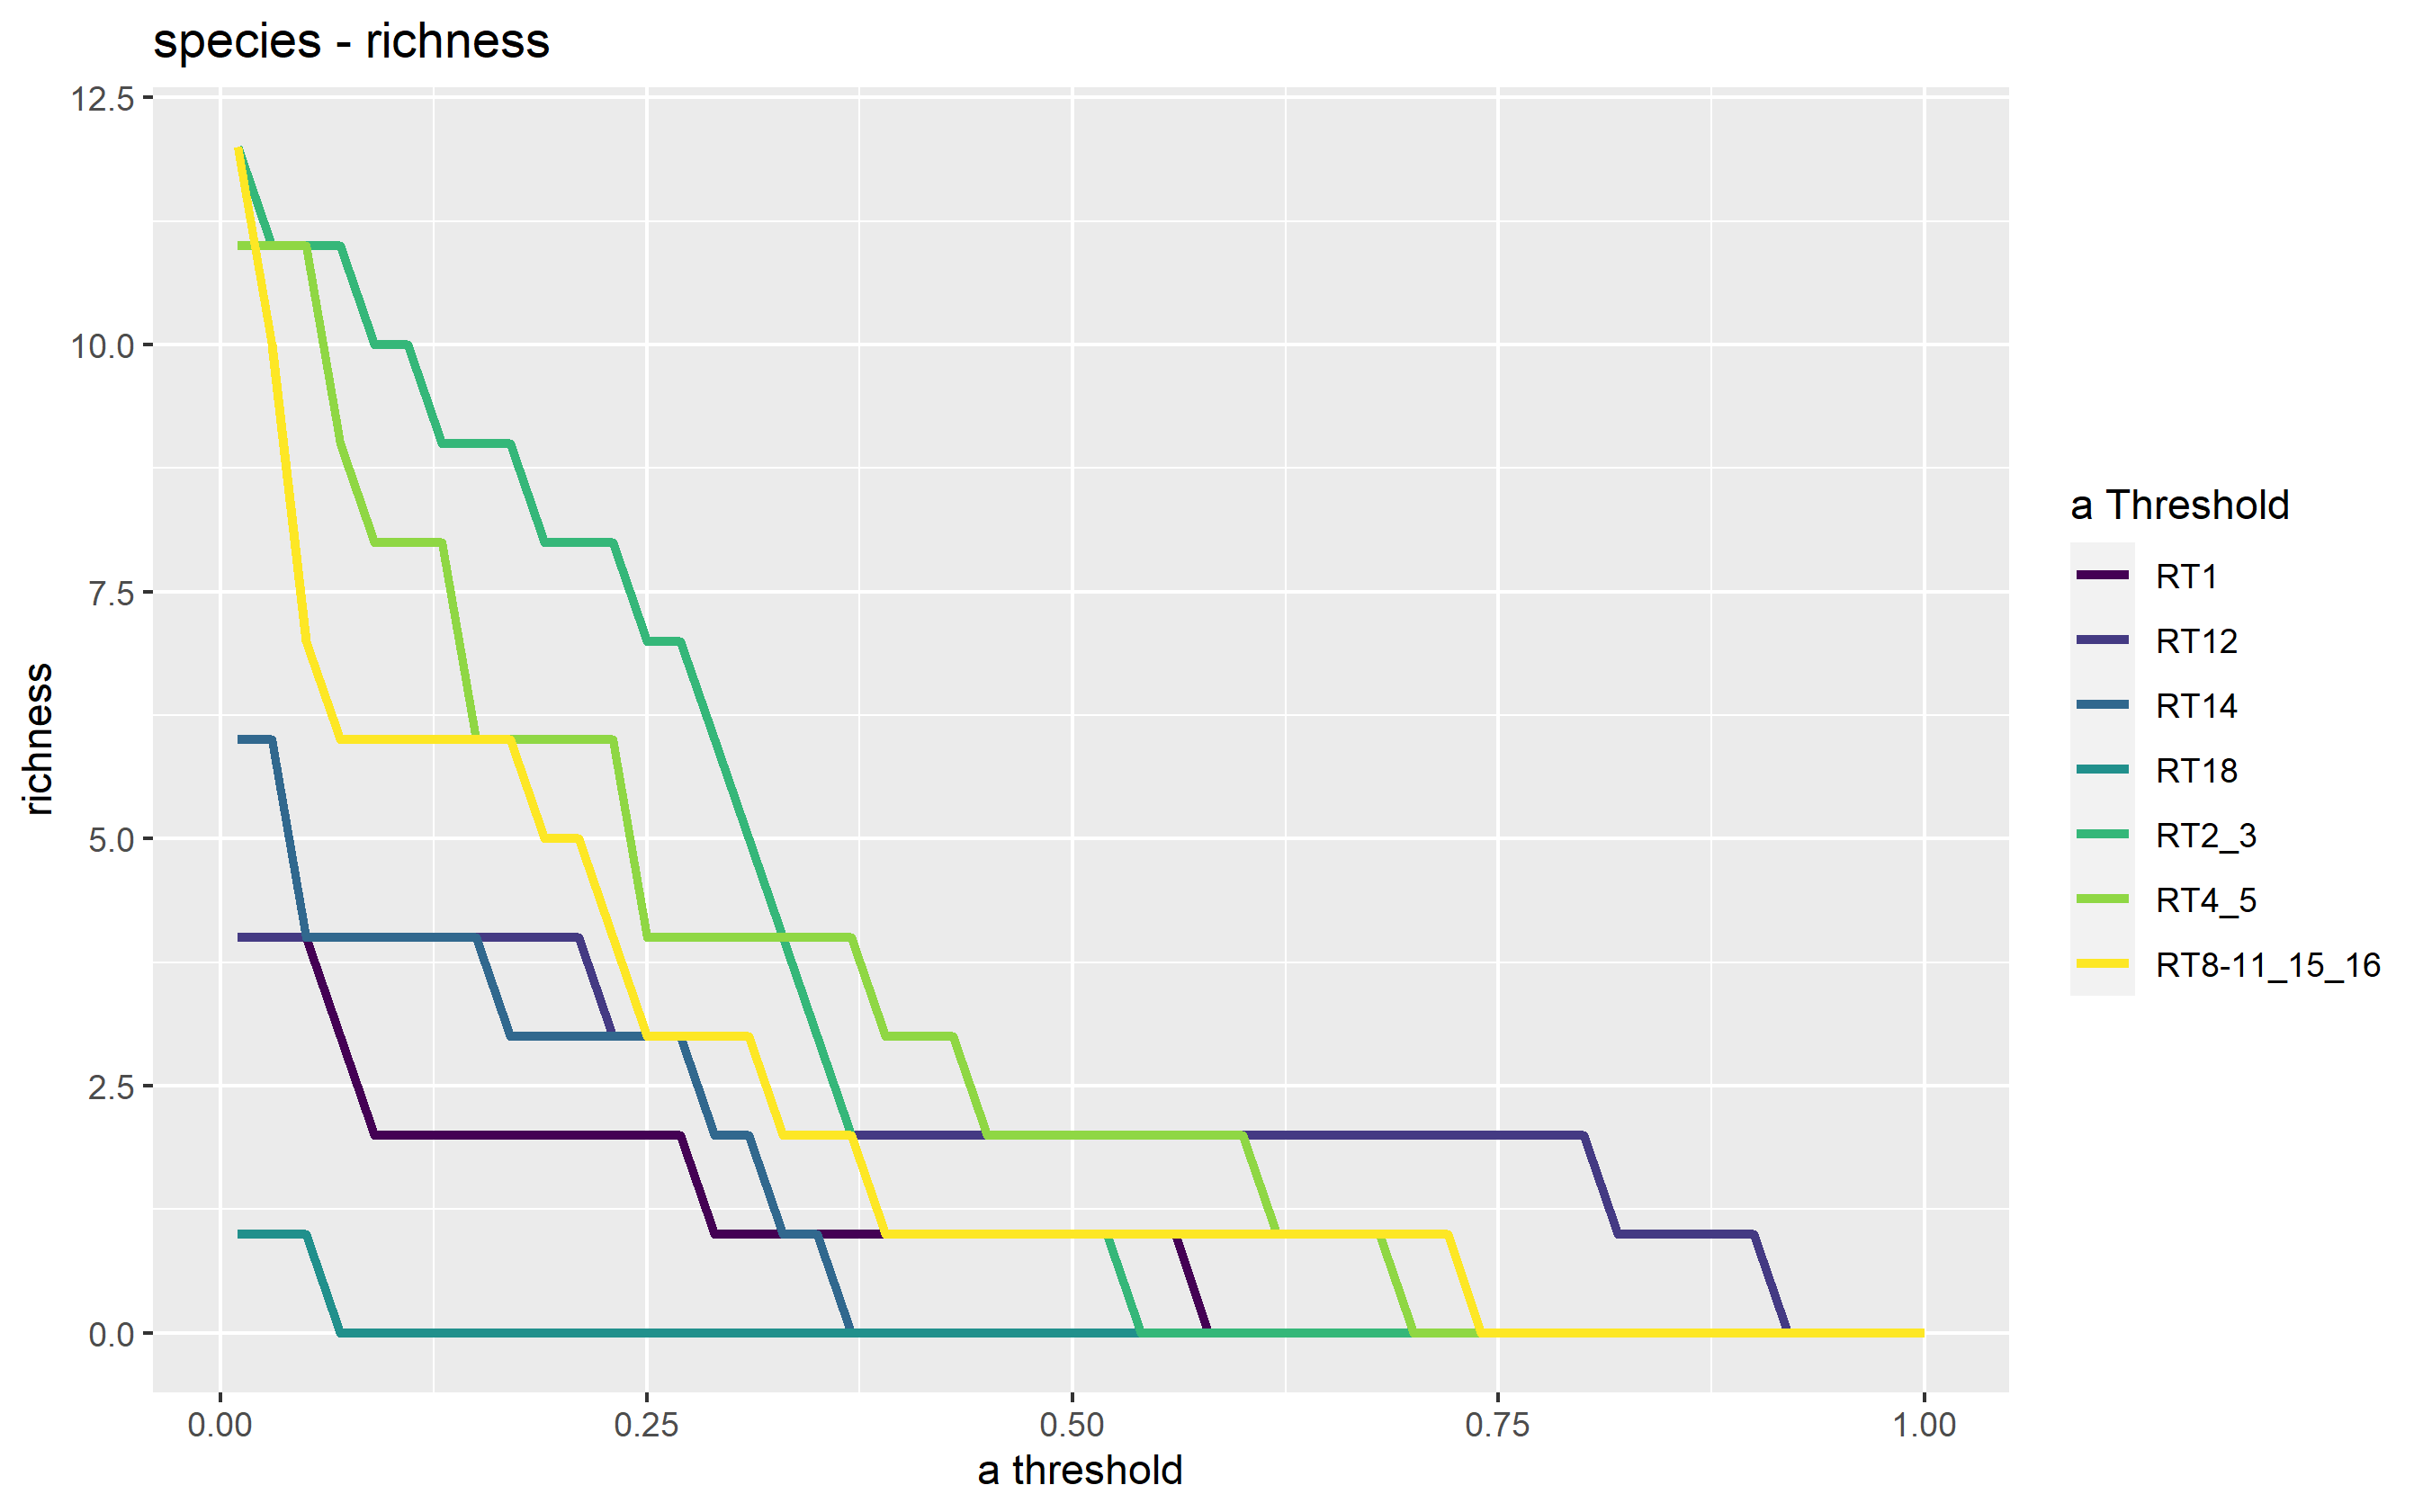 species - richness
12.5
10.0
7.5
5.0
2.5
0.0
richness
0.00 0.25 0.50 0.75 1.00
a threshold
a Threshold
RT1
RT12
RT14
RT18
RT2_3
RT4_5
RT8-11_15_16